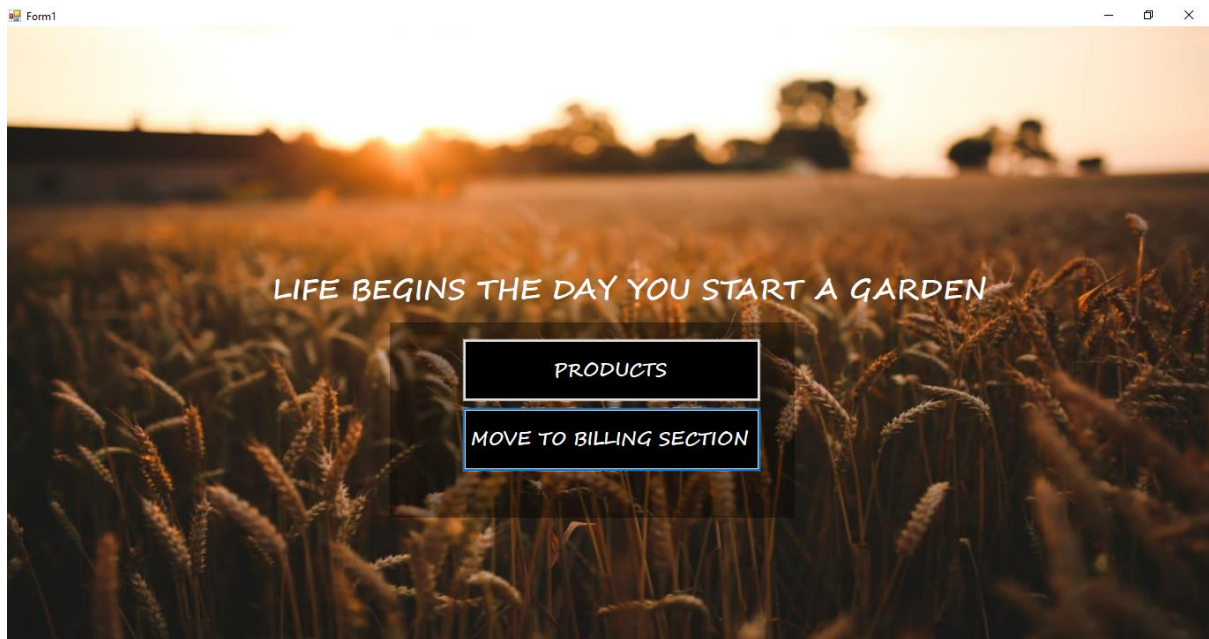 Form1
LIFE BEGINS THE DAY YOU START A GARDEN
PRODUCTS
MOVE TO BILLING SECTION